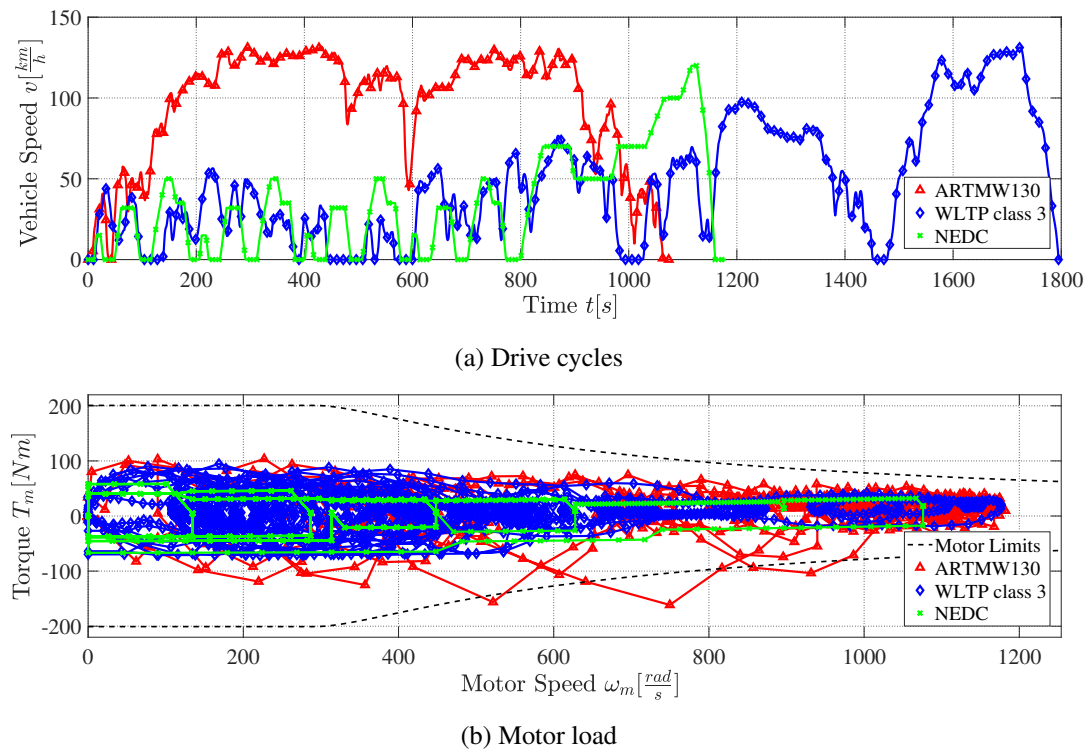 150
100
50
0
Vehicle Speed v[km/h]
ARTMW130
WLTP class 3
NEDC
0 200 400 600 800 1000 1200 1400 1600 1800
Time t[s]
(a) Drive cycles
200
100
0
-100
-200
Torque T_m[Nm]
Motor Limits
ARTMW130
WLTP class 3
NEDC
0 200 400 600 800 1000 1200
Motor Speed ω_m[rad/s]
(b) Motor load